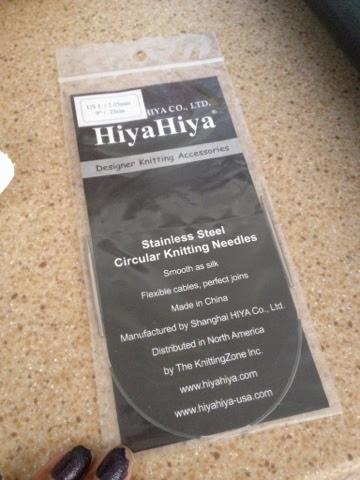 US 1 / 2.25mm
9" / 23cm
HIYA CO., LTD.
HiyaHiya®
Designer Knitting Accessories
Stainless Steel
Circular Knitting Needles
Smooth as silk
Flexible cables, perfect joins
Made in China
Manufactured by Shanghai HIYA Co., Ltd.
Distributed in North America
by The KnittingZone Inc.
www.hiyahiya.com
www.hiyahiya-usa.com